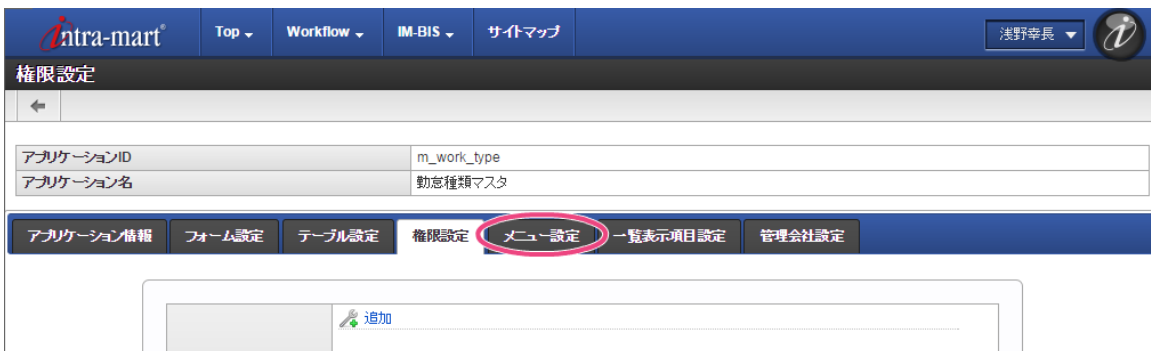 intra-mart® Top Workflow IM-BIS サイトマップ 浅野幸長
権限設定
アプリケーションID m_work_type
アプリケーション名 勤怠種類マスタ
アプリケーション情報 フォーム設定 テーブル設定 権限設定 メニュー設定 一覧表示項目設定 管理会社設定
追加